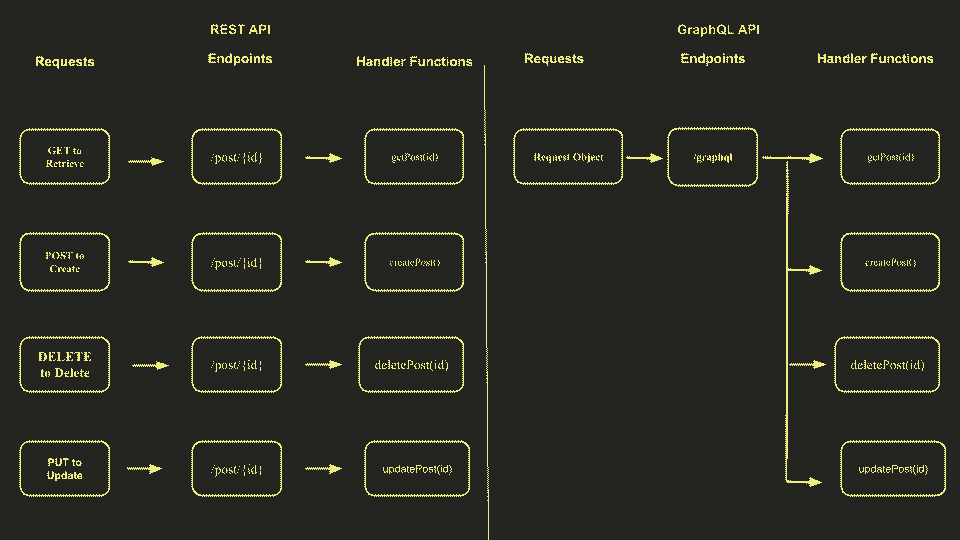 REST API
Requests
Endpoints
Handler Functions
GET to
Retrieve
/post/{id}
getPost(id)
POST to
Create
/post/{id}
createPost()
DELETE
to Delete
/post/{id}
deletePost(id)
PUT to
Update
/post/{id}
updatePost(id)
GraphQL API
Requests
Endpoints
Handler Functions
Request Object
/graphql
getPost(id)
createPost()
deletePost(id)
updatePost(id)